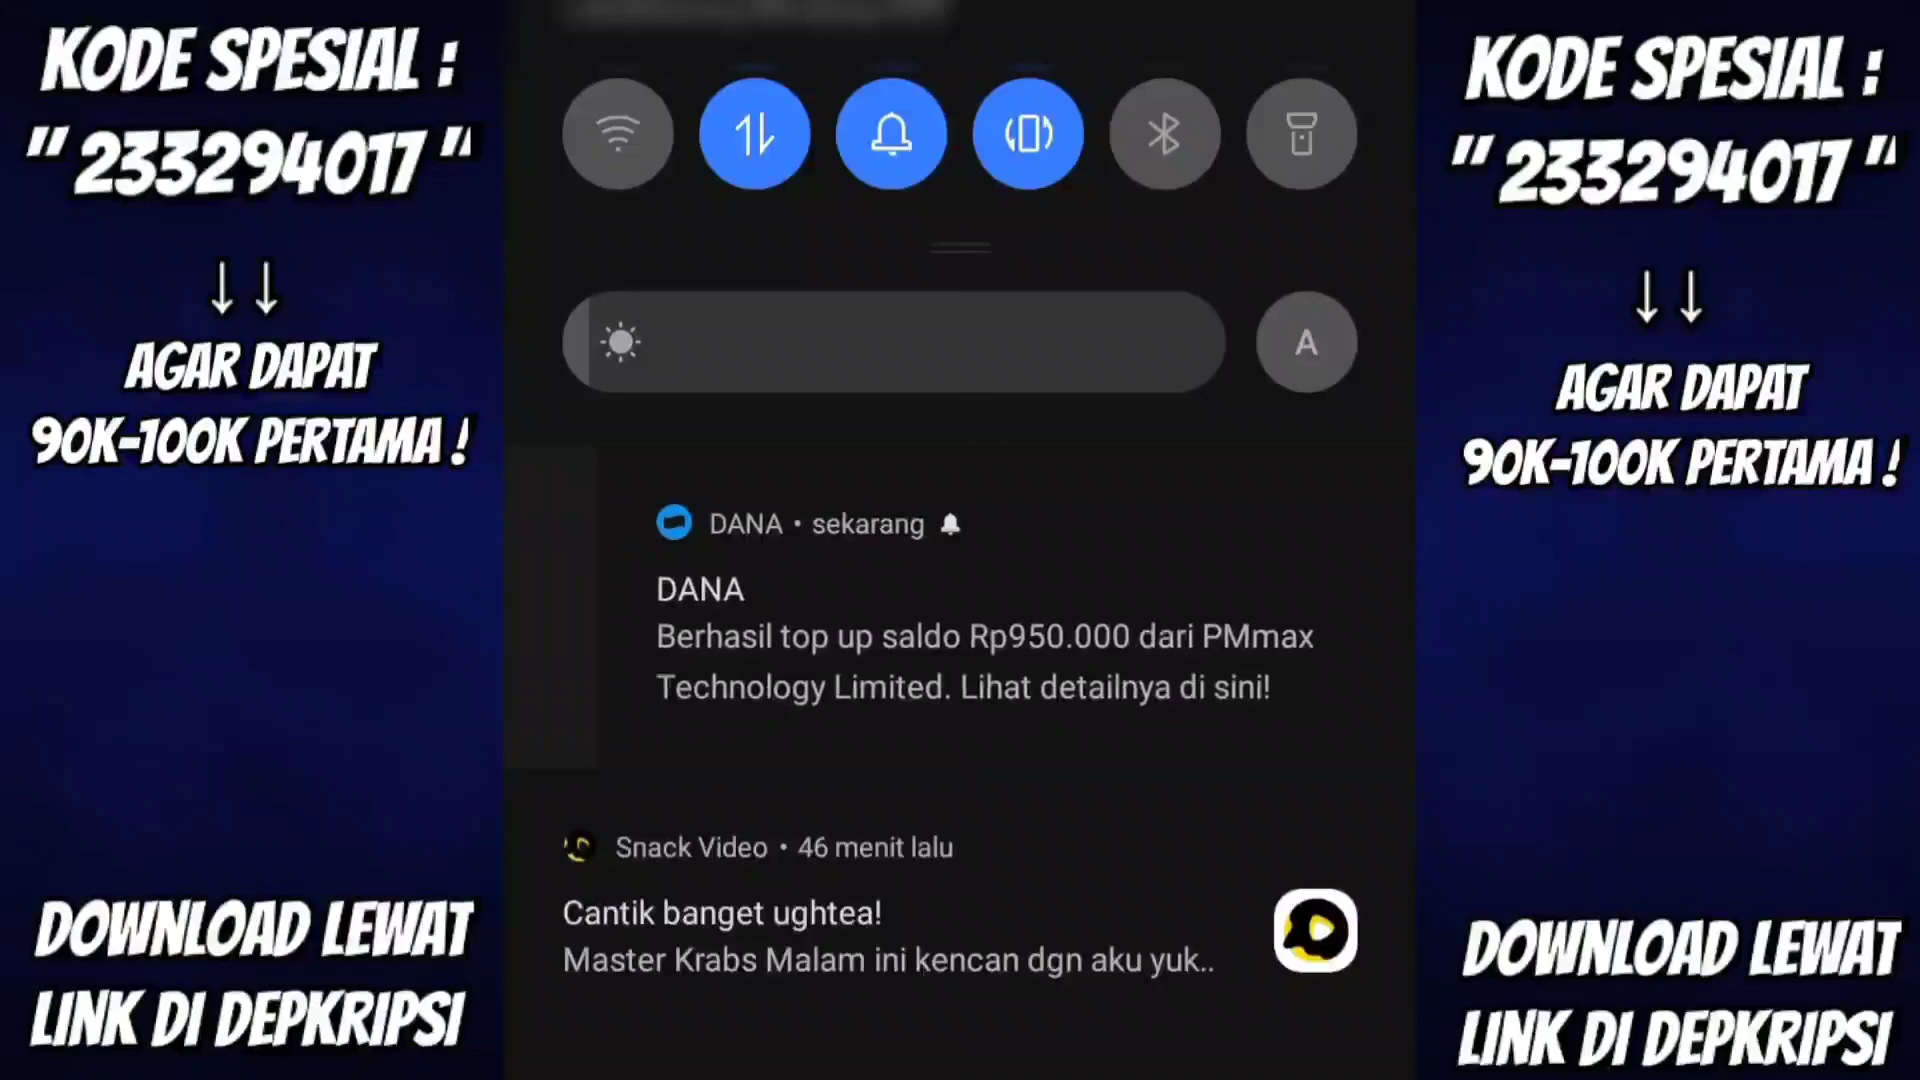 KODE SPESIAL :
" 233294017 "
↓↓
AGAR DAPAT
90K-100K PERTAMA !
DOWNLOAD LEWAT
LINK DI DEPKRIPSI
A
DANA • sekarang
DANA
Berhasil top up saldo Rp950.000 dari PMmax
Technology Limited. Lihat detailnya di sini!
Snack Video • 46 menit lalu
Cantik banget ughtea!
Master Krabs Malam ini kencan dgn aku yuk..
KODE SPESIAL :
" 233294017 "
↓↓
AGAR DAPAT
90K-100K PERTAMA !
DOWNLOAD LEWAT
LINK DI DEPKRIPSI